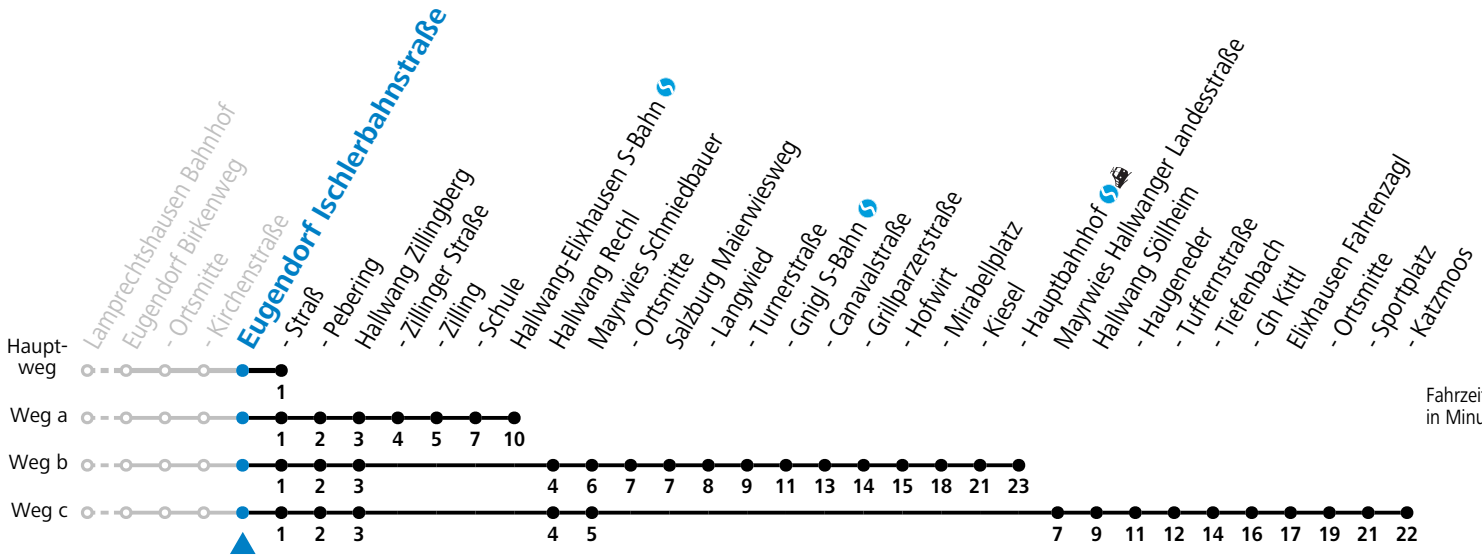 Lamprechtshausen Bahnhof
Eugendorf Birkenweg
- Ortsmitte
- Kirchenstraße
Eugendorf Ischlerbahnstraße
- Straß
- Pebering
Hallwang Zillingberg
- Zillinger Straße
- Zilling
- Schule
Hallwang-Elixhausen S-Bahn
Hallwang Rechl
Mayrwies Schmiedbauer
- Ortsmitte
Salzburg Maierwiesweg
- Langwied
- Turnerstraße
- Gnigl S-Bahn
- Canavalstraße
- Grillparzerstraße
- Hofwirt
- Mirabellplatz
- Kiesel
- Hauptbahnhof
Mayrwies Hallwanger Landesstraße
Hallwang Söllheim
- Haugeneder
- Tuffernstraße
- Tiefenbach
- Gh Kittl
Elixhausen Fahrenzagl
- Ortsmitte
- Sportplatz
- Katzmoos
Haupt-
weg
1
Weg a
1 2 3 4 5 7 10
Weg b
1 2 3 4 6 7 7 8 9 11 13 14 15 18 21 23
Weg c
1 2 3 4 5 7 9 11 12 14 16 17 19 21 22
Fahrzei
in Minu